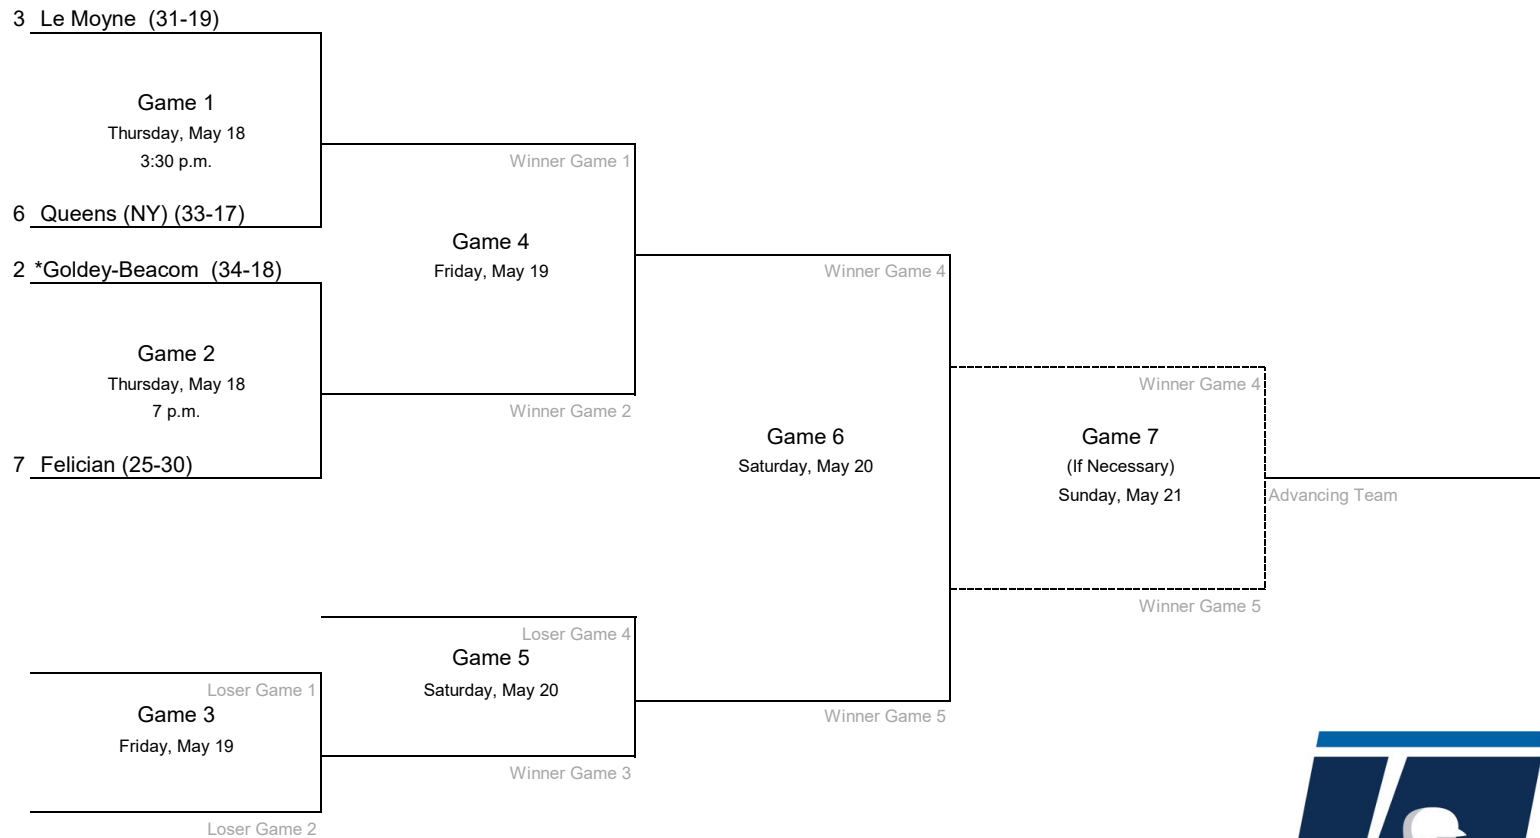 3 Le Moyne (31-19)
Game 1
Thursday, May 18
3:30 p.m.
Winner Game 1
6 Queens (NY) (33-17)
Game 4
Friday, May 19
2 *Goldey-Beacom (34-18)
Winner Game 4
Game 2
Thursday, May 18
7 p.m.
Winner Game 2
7 Felician (25-30)
Game 6
Saturday, May 20
Winner Game 4
Game 7
(If Necessary)
Sunday, May 21
Advancing Team
Winner Game 5
Loser Game 4
Game 5
Saturday, May 20
Winner Game 5
Loser Game 1
Game 3
Friday, May 19
Winner Game 3
Loser Game 2